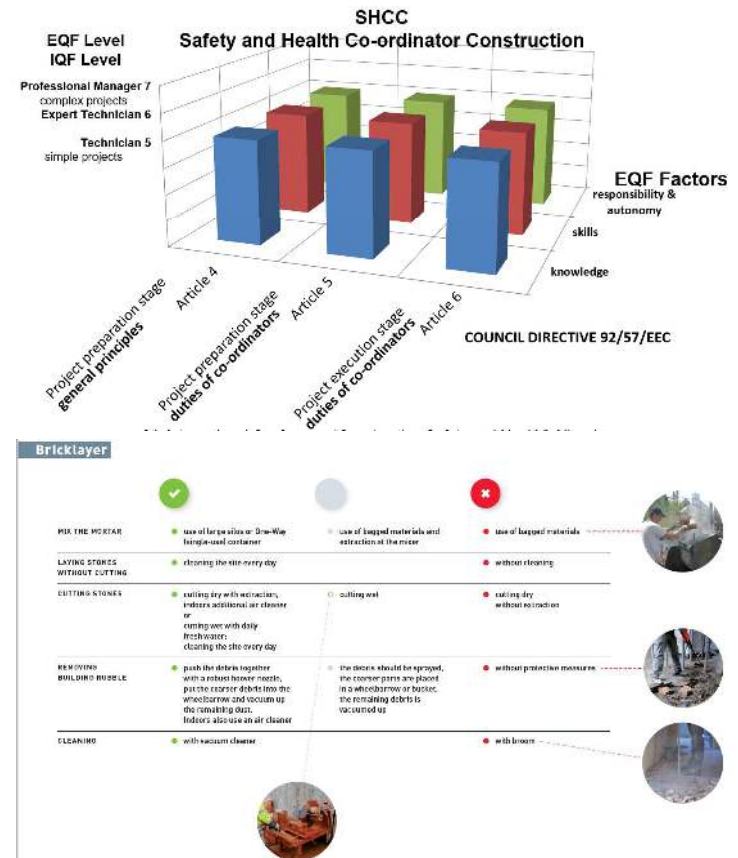 SHCC
Safety and Health Co-ordinator Construction
EQF Level
IQF Level
Professional Manager 7
complex projects
Expert Technician 6
Technician 5
simple projects
EQF Factors
responsibility &
autonomy
skills
knowledge
Project preparation stage
general principles
Article 4
Project preparation stage
duties of co-ordinators
Article 5
Project execution stage
duties of co-ordinators
Article 6
COUNCIL DIRECTIVE 92/57/EEC
Bricklayer
MIX THE MORTAR
use of large silos or One-Way
(single-use) container
use of bagged materials and
extraction at the mixer
use of bagged materials
LAYING STONES
WITHOUT CUTTING
cleaning the site every day
without cleaning
CUTTING STONES
cutting dry with extraction,
indoors additional air cleaner
or
cutting wet with daily
fresh water;
cleaning the site every day
cutting wet
cutting dry
without extraction
REMOVING
BUILDING RUBBLE
push the debris together
with a robust hoover nozzle,
put the coarser debris into the
wheelbarrow and vacuum up
the remaining dust.
Indoors also use an air cleaner
the debris should be sprayed,
the coarser parts are placed
in a wheelbarrow or bucket,
the remaining debris is
vacuumed up
without protective measures
CLEANING
with vacuum cleaner
with broom